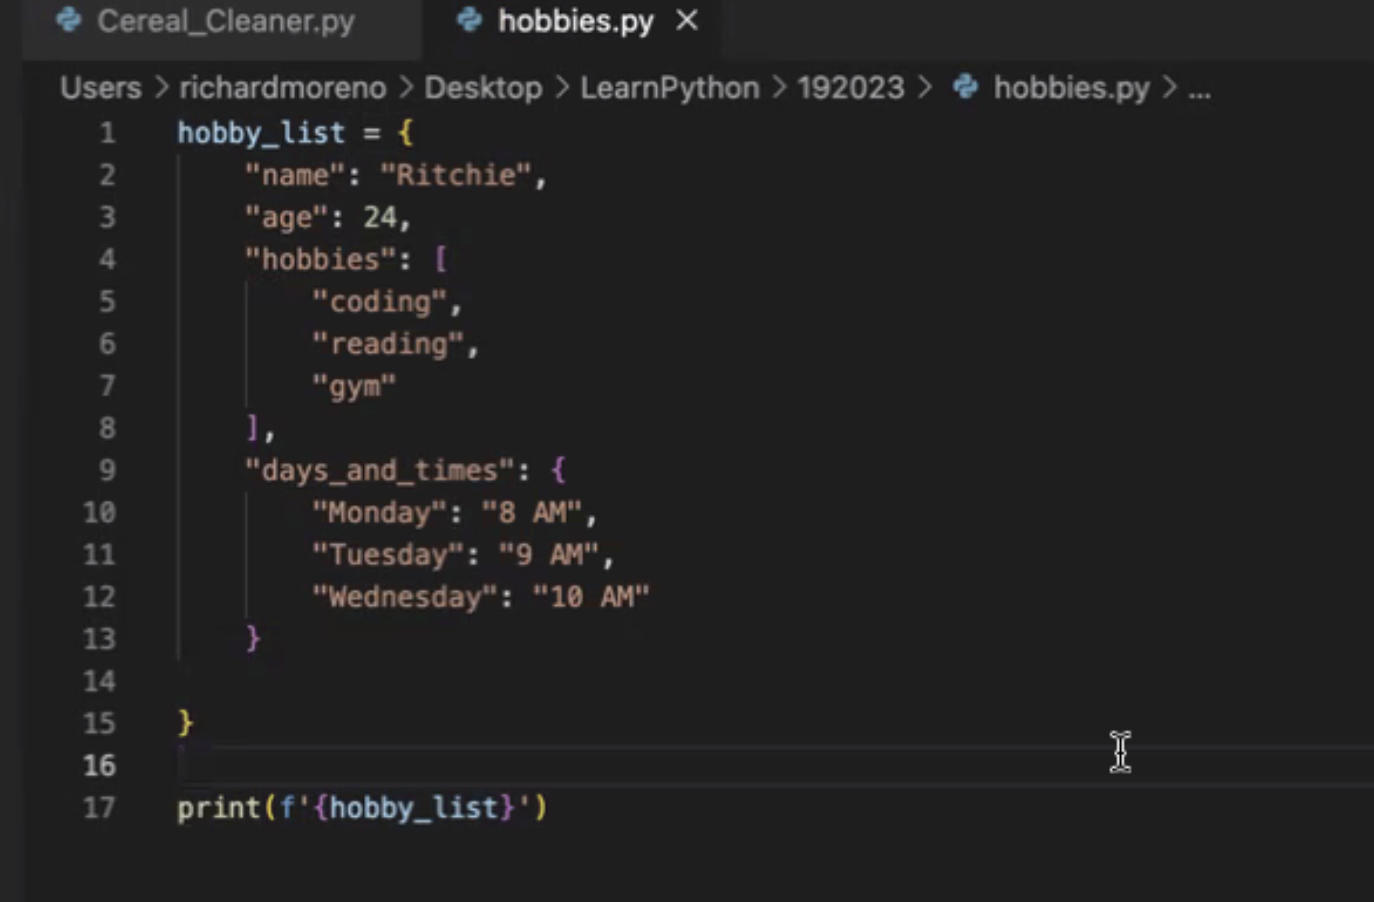 Cereal_Cleaner.py hobbies.py ×
Users > richardmoreno > Desktop > LearnPython > 192023 > hobbies.py > ...
1 hobby_list = {
2     "name": "Ritchie",
3     "age": 24,
4     "hobbies": [
5         "coding",
6         "reading",
7         "gym"
8     ],
9     "days_and_times": {
10         "Monday": "8 AM",
11         "Tuesday": "9 AM",
12         "Wednesday": "10 AM"
13     }
14
15 }
16
17 print(f'{hobby_list}')